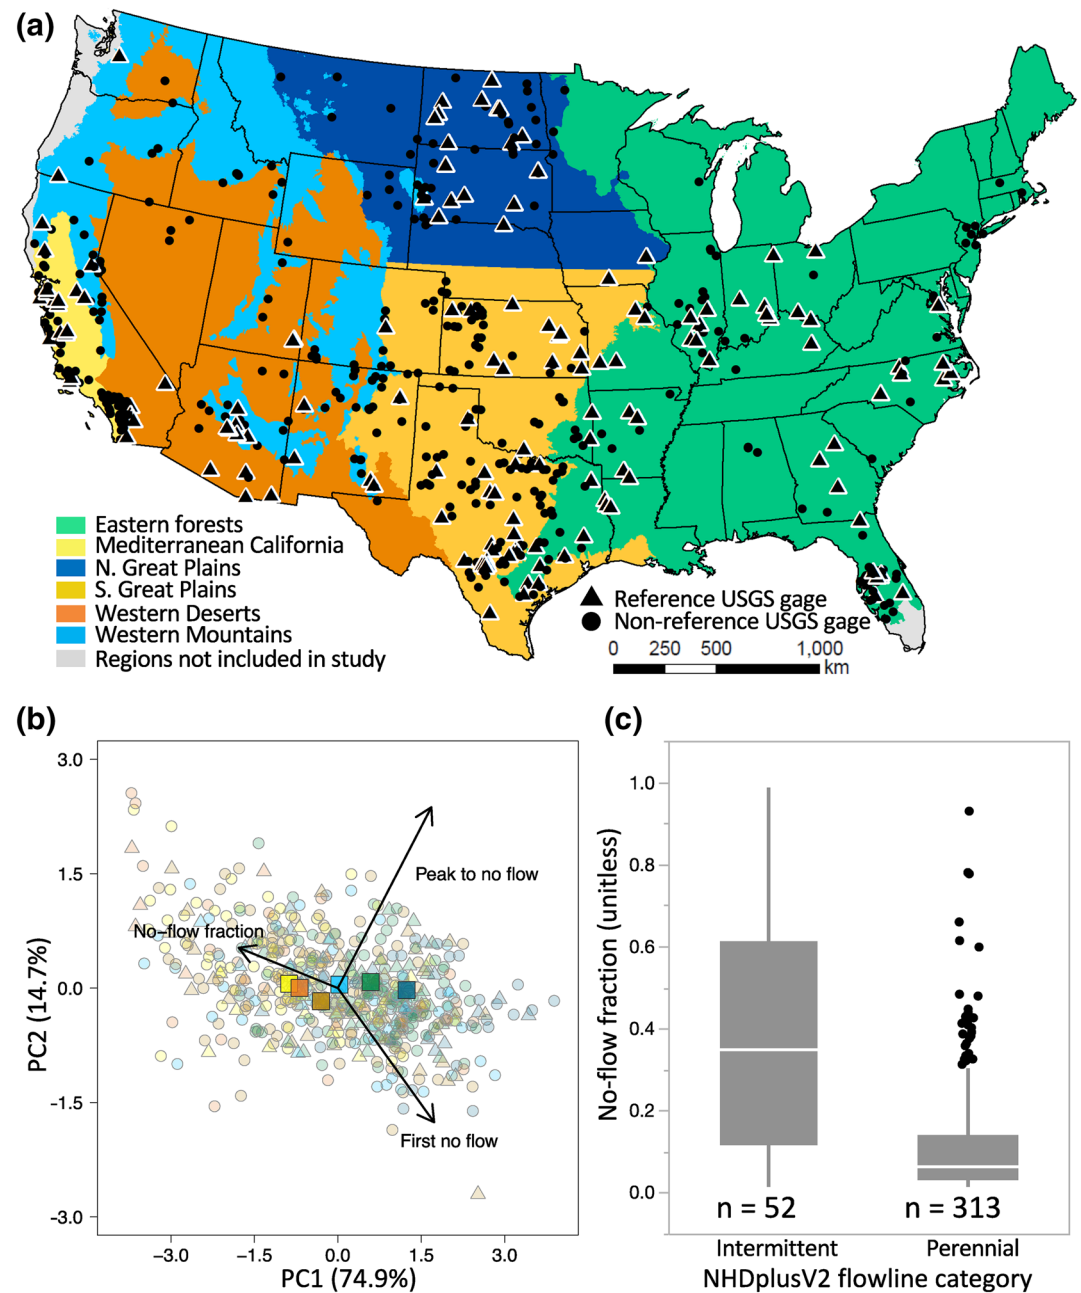 (a)
Eastern forests
Mediterranean California
N. Great Plains
S. Great Plains
Western Deserts
Western Mountains
Regions not included in study
Reference USGS gage
Non-reference USGS gage
0 250 500 1,000
km
(b)
3.0
1.5
0.0
−1.5
−3.0
PC2 (14.7%)
Peak to no flow
No−flow fraction
First no flow
−3.0 −1.5 0.0 1.5 3.0
PC1 (74.9%)
(c)
1.0
0.8
0.6
0.4
0.2
0.0
No-flow fraction (unitless)
n = 52 n = 313
Intermittent Perennial
NHDplusV2 flowline category